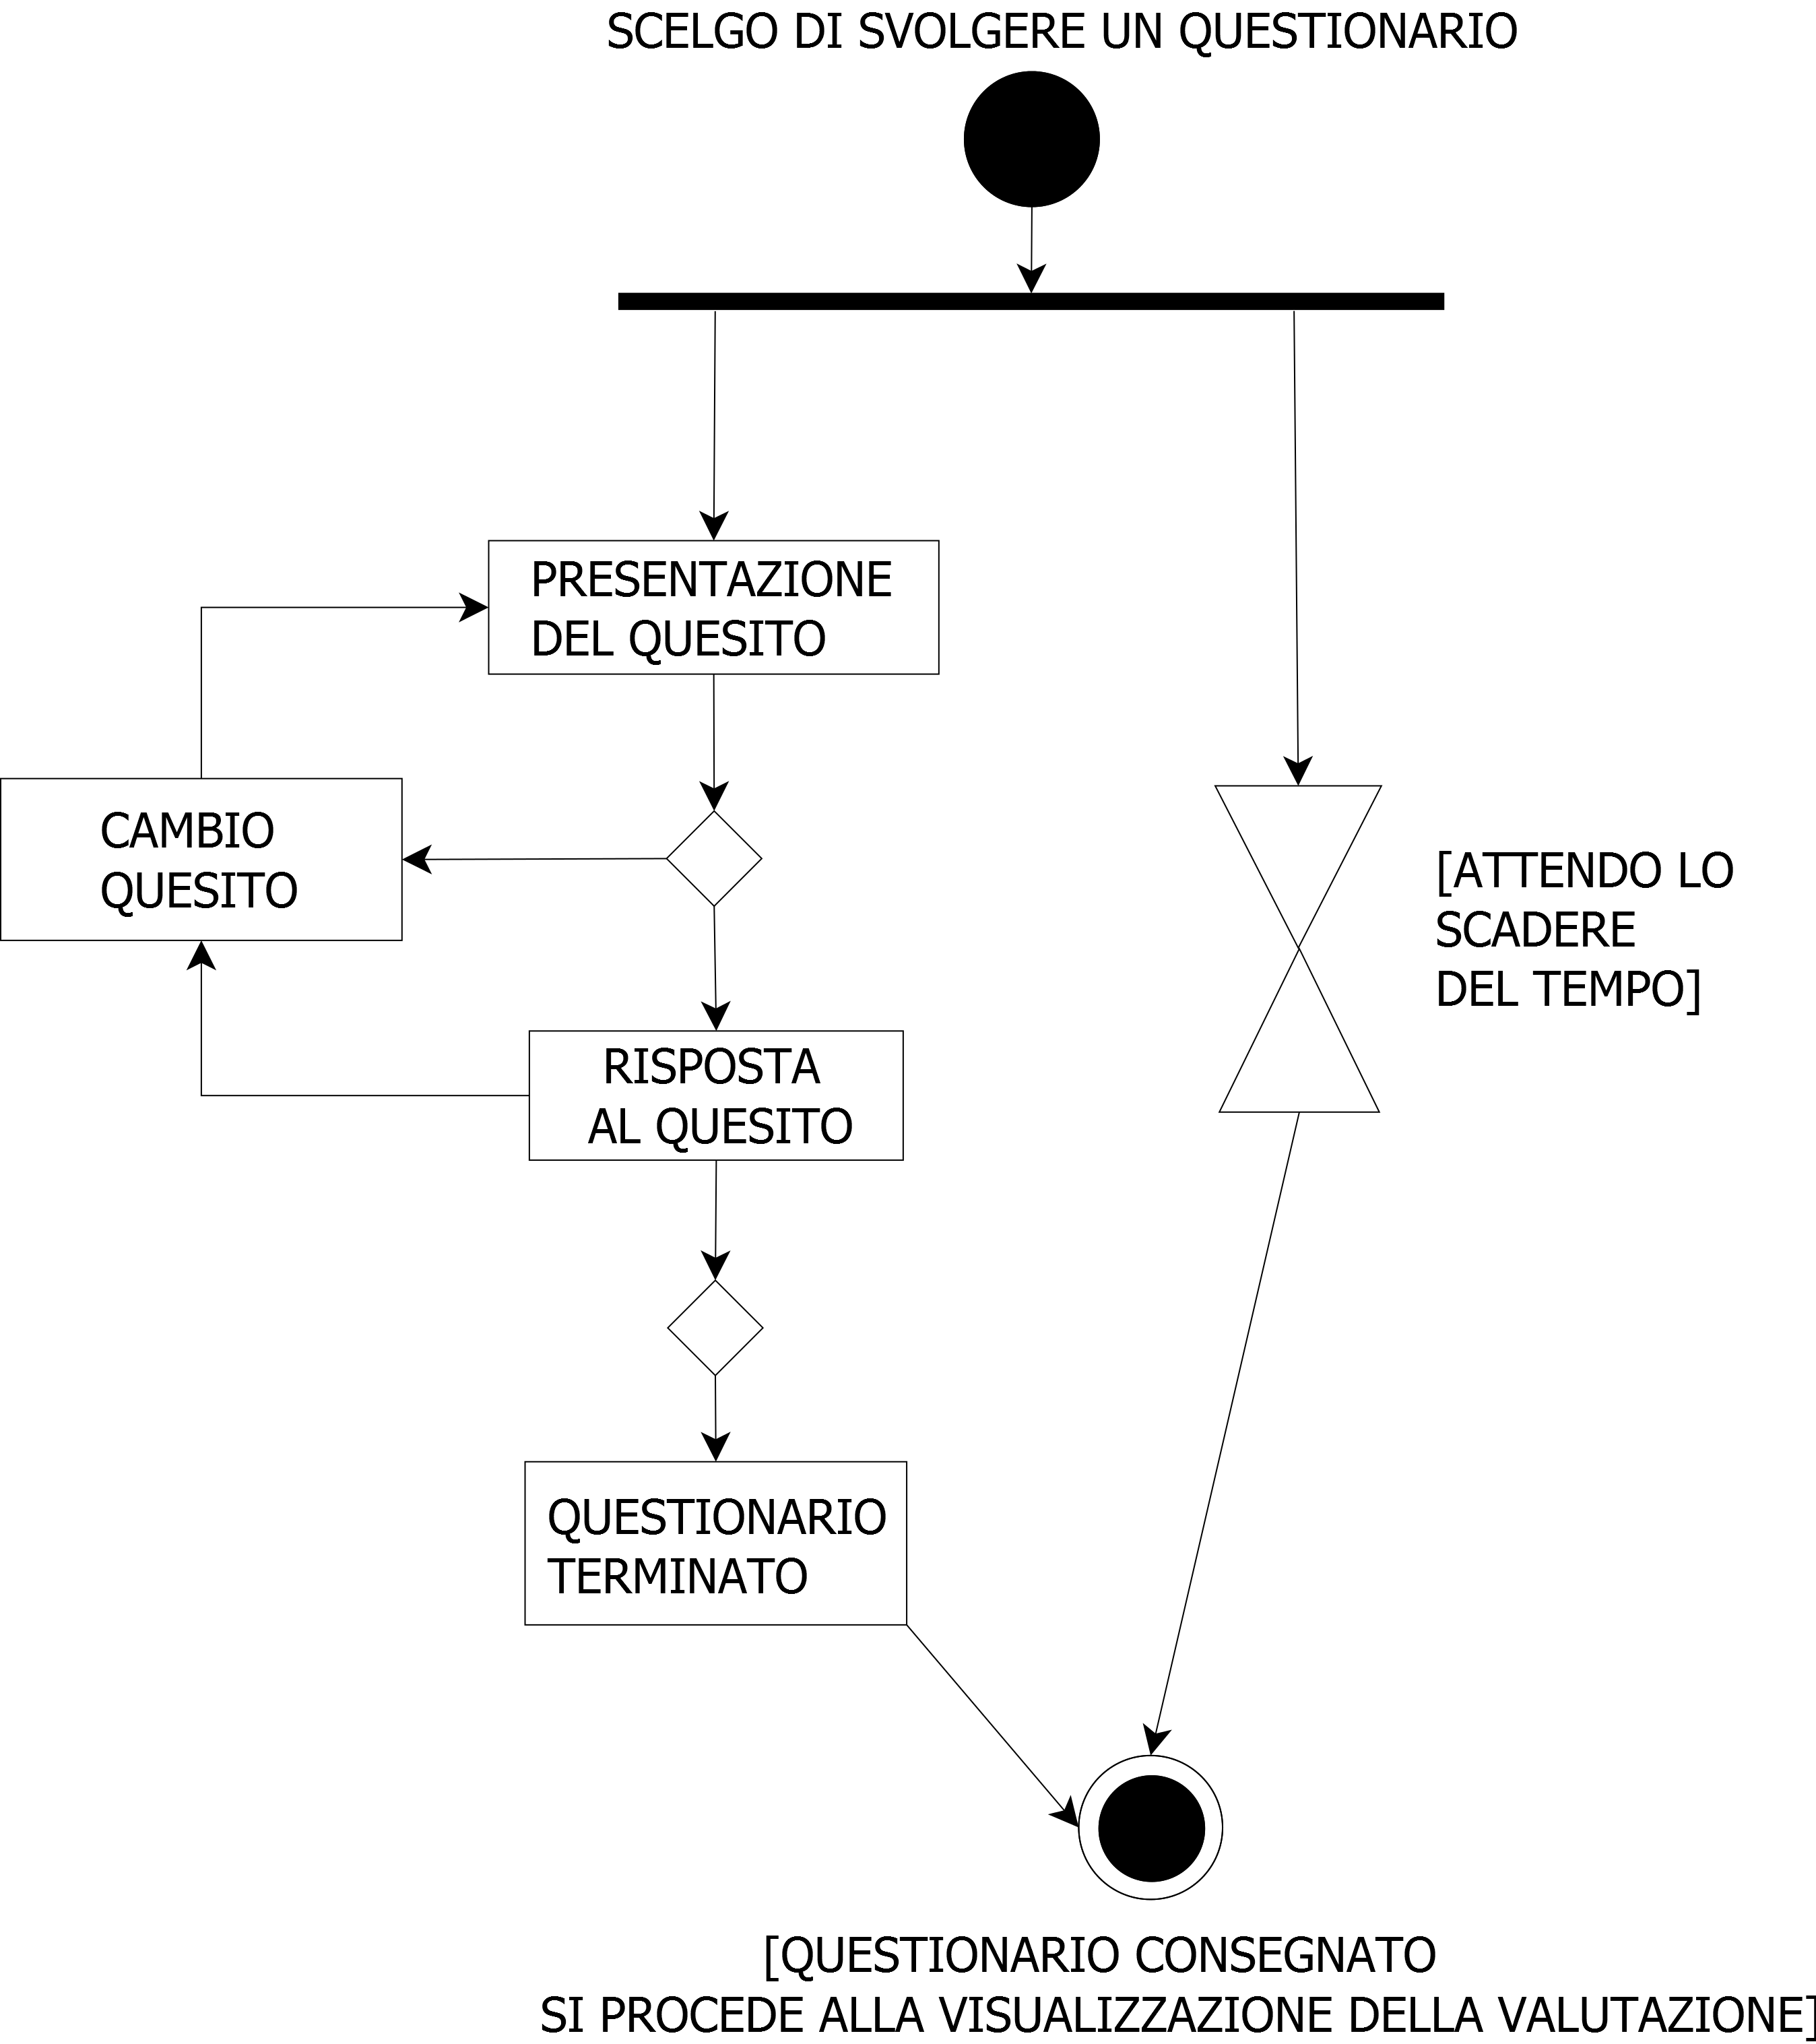 SCELGO DI SVOLGERE UN QUESTIONARIO
PRESENTAZIONE
DEL QUESITO
CAMBIO
QUESITO
[ATTENDO LO
SCADERE
DEL TEMPO]
RISPOSTA
AL QUESITO
QUESTIONARIO
TERMINATO
[QUESTIONARIO CONSEGNATO
SI PROCEDE ALLA VISUALIZZAZIONE DELLA VALUTAZIONE]